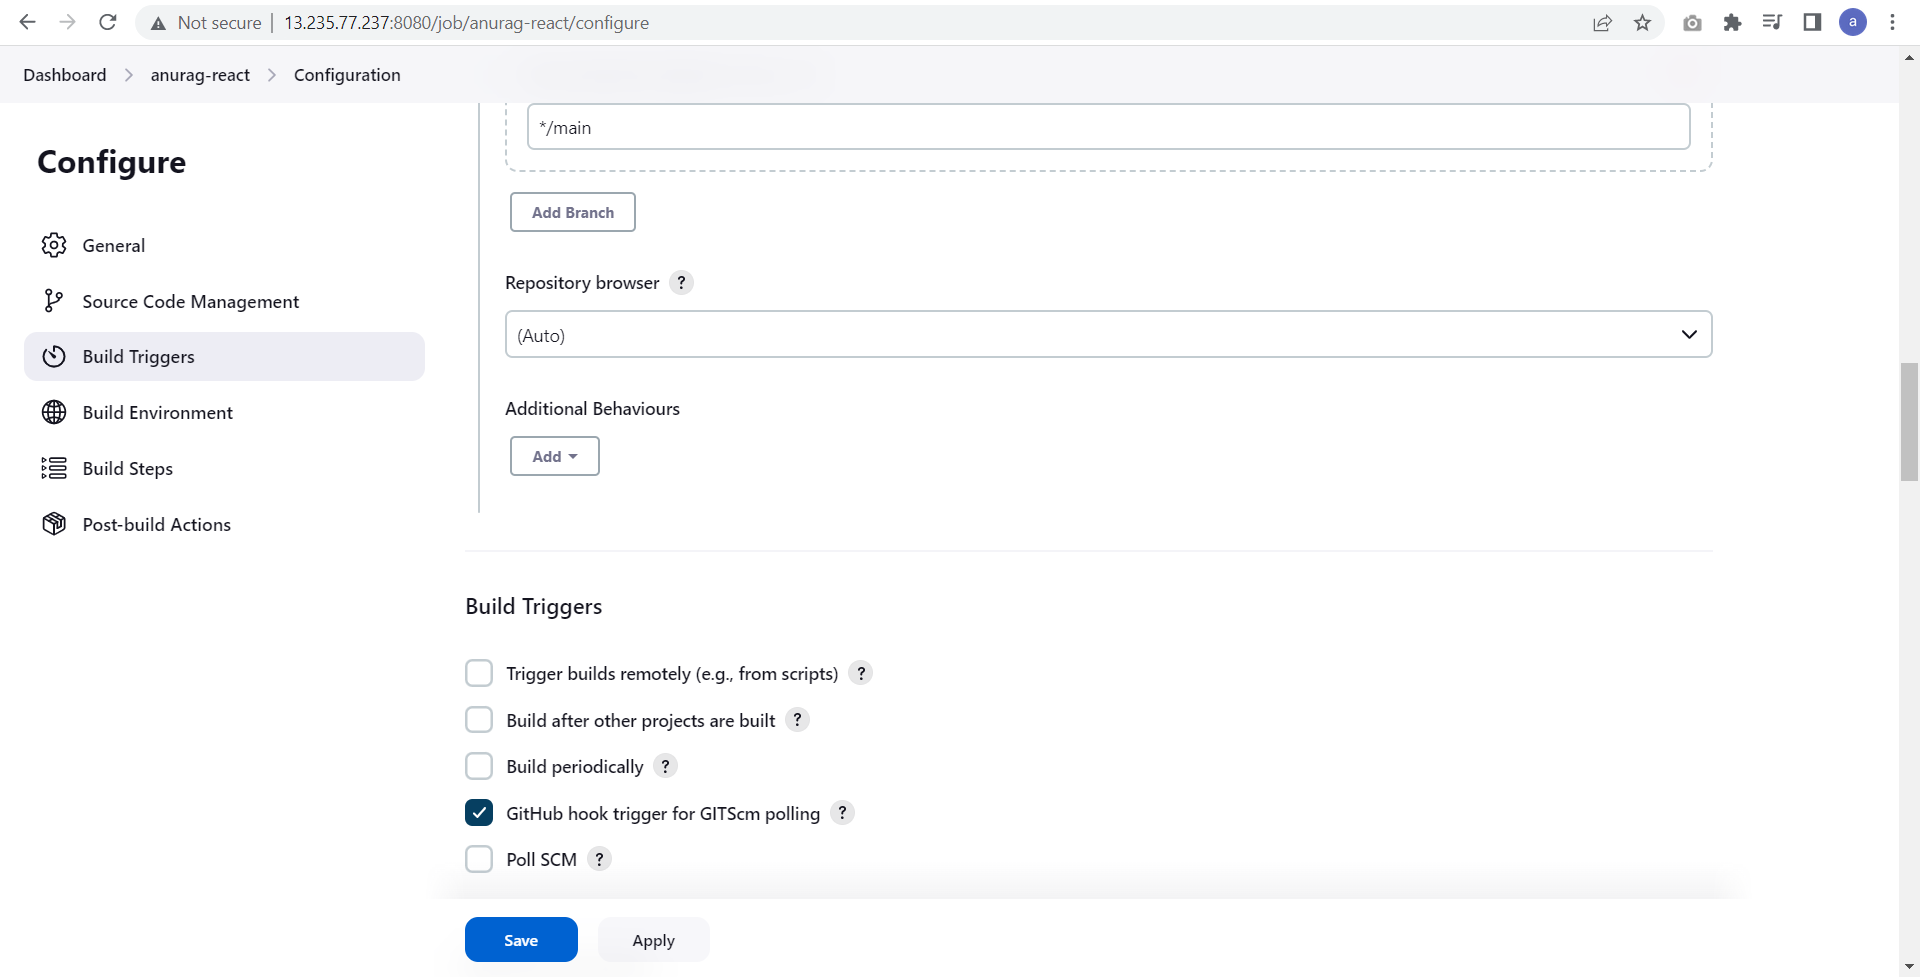 Not secure | 13.235.77.237:8080/job/anurag-react/configure
a
Dashboard > anurag-react > Configuration
Configure
General
Source Code Management
Build Triggers
Build Environment
Build Steps
Post-build Actions
*/main
Add Branch
Repository browser ?
(Auto)
Additional Behaviours
Add
Build Triggers
Trigger builds remotely (e.g., from scripts) ?
Build after other projects are built ?
Build periodically ?
GitHub hook trigger for GITScm polling ?
Poll SCM ?
Save
Apply